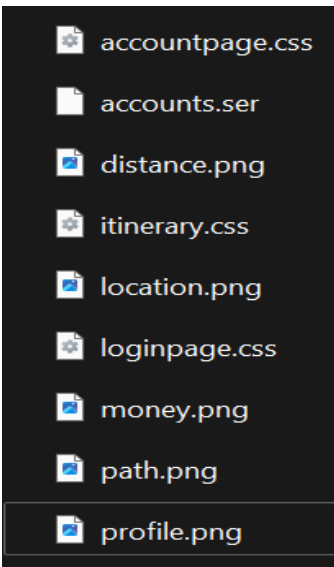 accountpage.css
accounts.ser
distance.png
itinerary.css
location.png
loginpage.css
money.png
path.png
profile.png